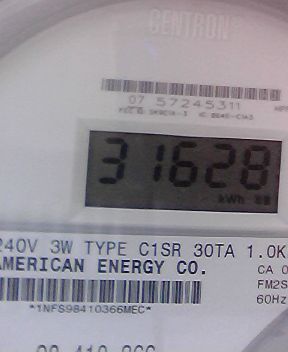 CENTRON®
07 57245311
31628
kWh
240V 3W TYPE C1SR 30TA 1.0K
AMERICAN ENERGY CO.
CA 0
FM2S
60Hz
*1NFS98410366MEC*